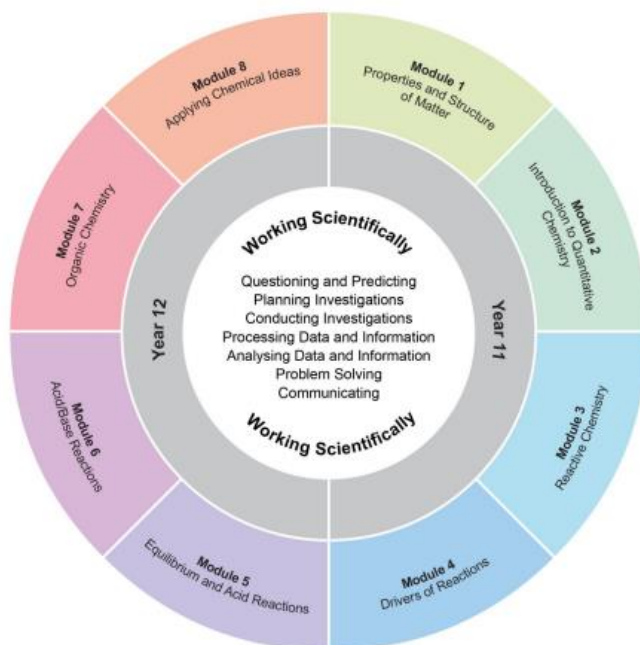 Module 8
Applying Chemical Ideas
Module 1
Properties and Structure
of Matter
Module 7
Organic Chemistry
Module 2
Introduction to Quantitative
Chemistry
Working Scientifically
Questioning and Predicting
Planning Investigations
Conducting Investigations
Processing Data and Information
Analysing Data and Information
Problem Solving
Communicating
Working Scientifically
Year 12
Year 11
Module 6
Acid/Base Reactions
Module 3
Reactive Chemistry
Module 5
Equilibrium and Acid Reactions
Module 4
Drivers of Reactions